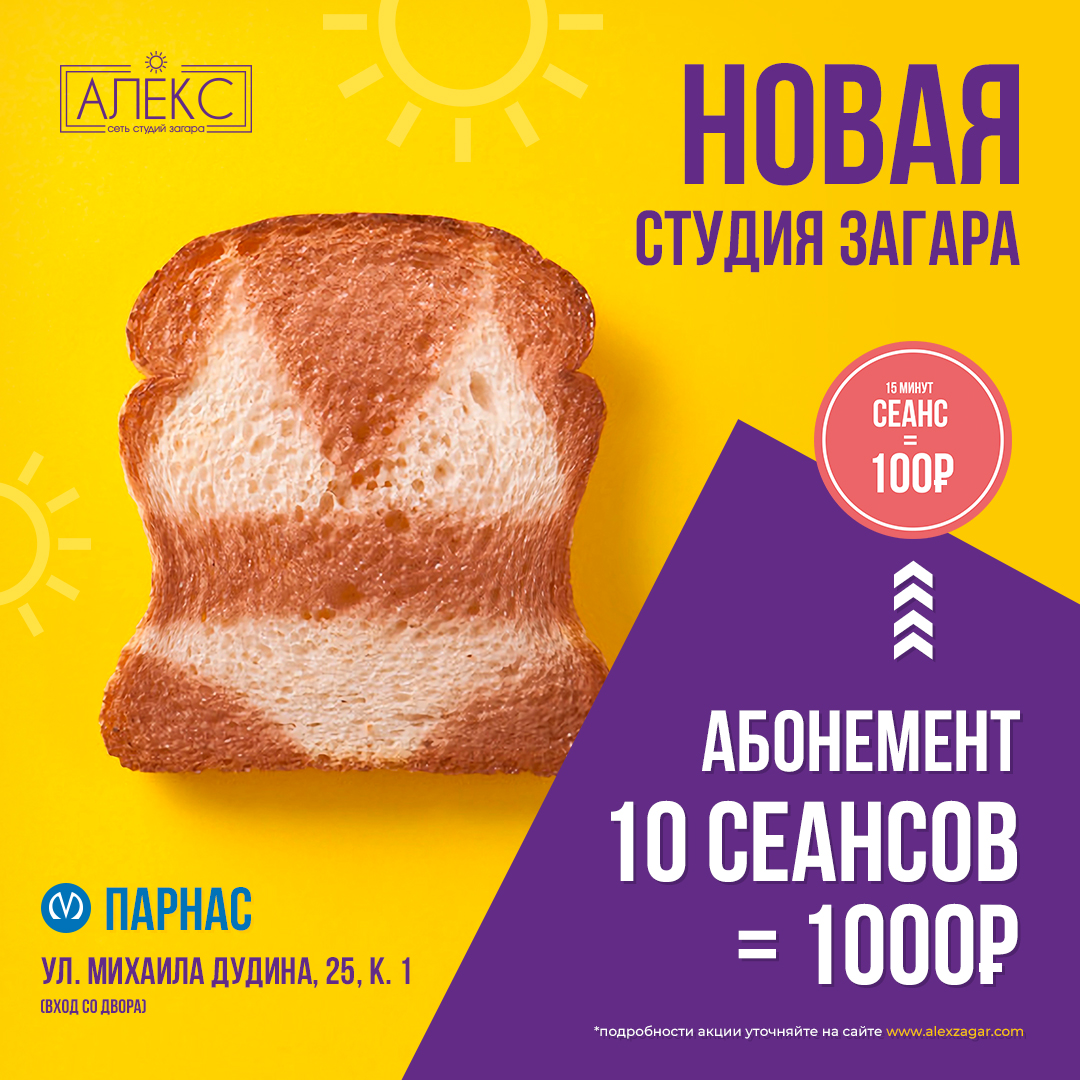 АЛЕКС
сеть студий загара
НОВАЯ
СТУДИЯ ЗАГАРА
15 МИНУТ
СЕАНС
=
100₽
АБОНЕМЕНТ
10 СЕАНСОВ
= 1000₽
ПАРНАС
УЛ. МИХАИЛА ДУДИНА, 25, К. 1
(ВХОД СО ДВОРА)
*подробности акции уточняйте на сайте www.alexzagar.com